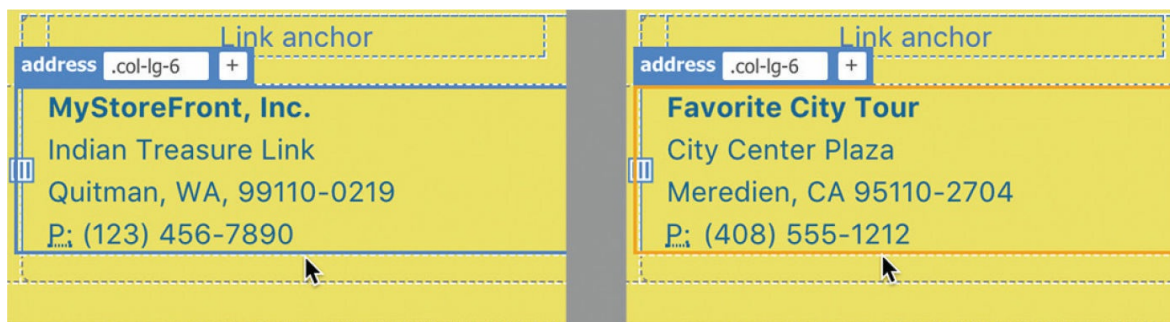 Link anchor
address .col-lg-6 +
MyStoreFront, Inc.
Indian Treasure Link
Quitman, WA, 99110-0219
P: (123) 456-7890
Link anchor
address .col-lg-6 +
Favorite City Tour
City Center Plaza
Meredien, CA 95110-2704
P: (408) 555-1212